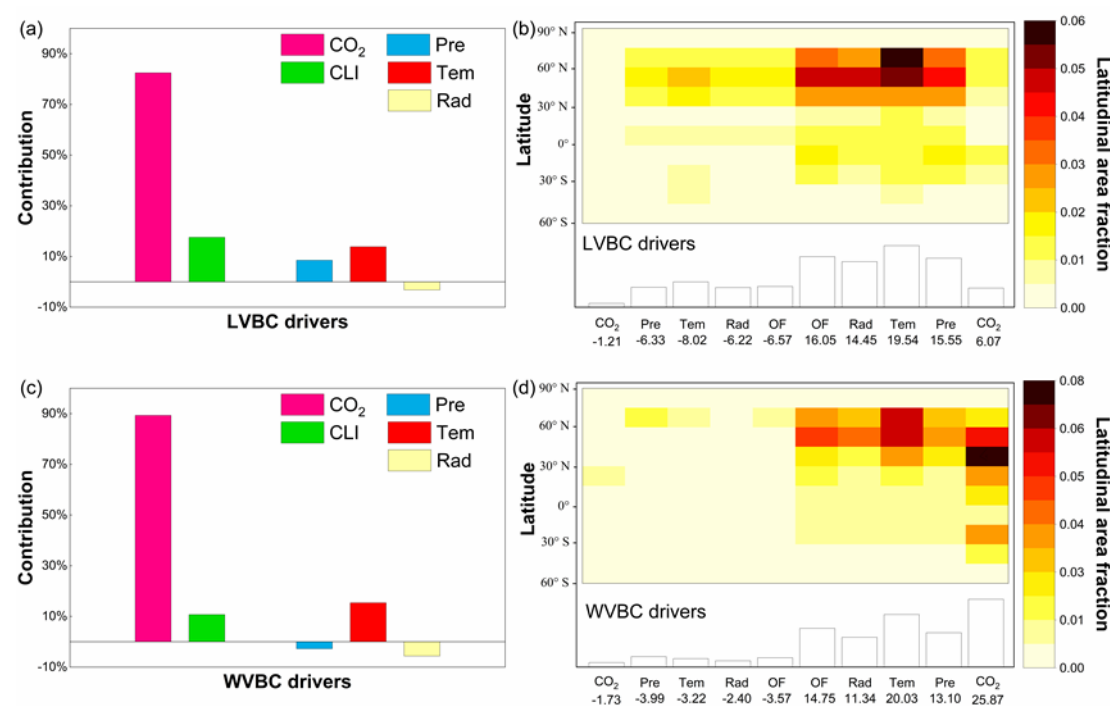 (a)
90%
70%
50%
30%
10%
-10%
Contribution
CO₂
CLI
Pre
Tem
Rad
LVBC drivers
(b)
90° N
60° N
30° N
0°
30° S
60° S
Latitude
LVBC drivers
CO₂ Pre Tem Rad OF OF Rad Tem Pre CO₂
-1.21 -6.33 -8.02 -6.22 -6.57 16.05 14.45 19.54 15.55 6.07
0.06
0.05
0.04
0.03
0.02
0.01
0.00
Latitudinal area fraction
(c)
90%
70%
50%
30%
10%
-10%
Contribution
CO₂
CLI
Pre
Tem
Rad
WVBC drivers
(d)
90° N
60° N
30° N
0°
30° S
60° S
Latitude
WVBC drivers
CO₂ Pre Tem Rad OF OF Rad Tem Pre CO₂
-1.73 -3.99 -3.22 -2.40 -3.57 14.75 11.34 20.03 13.10 25.87
0.08
0.06
0.05
0.04
0.03
0.02
0.01
0.00
Latitudinal area fraction